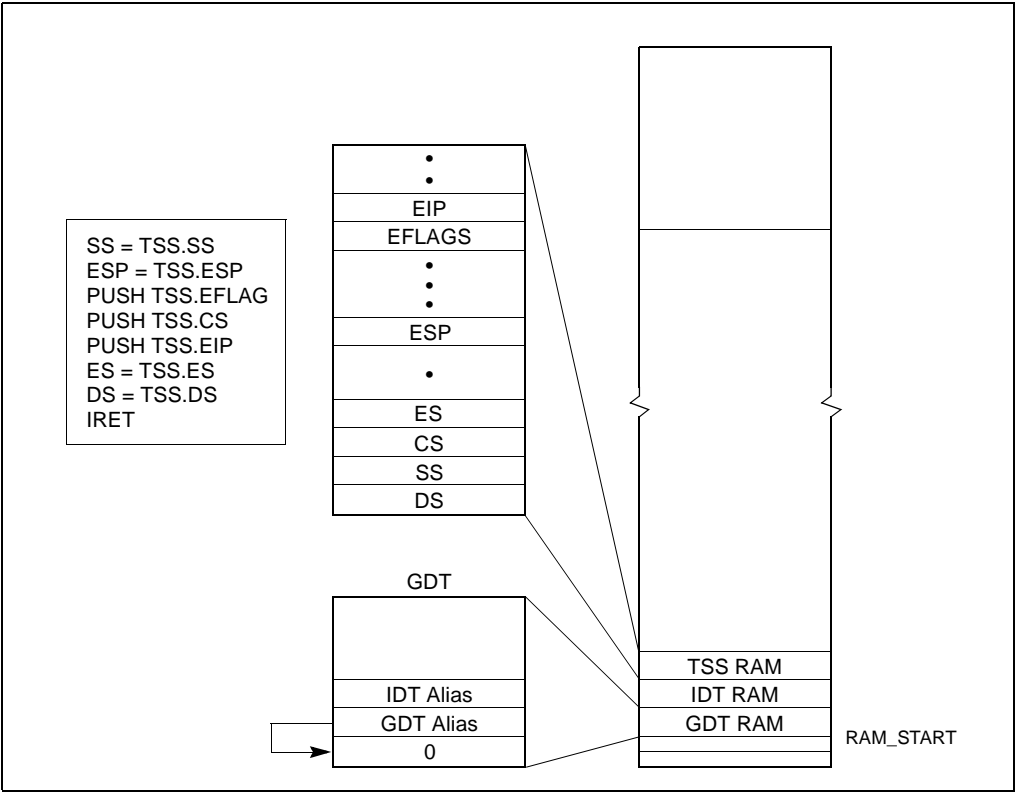 SS = TSS.SS
ESP = TSS.ESP
PUSH TSS.EFLAG
PUSH TSS.CS
PUSH TSS.EIP
ES = TSS.ES
DS = TSS.DS
IRET
EIP
EFLAGS
ESP
ES
CS
SS
DS
GDT
IDT Alias
GDT Alias
0
TSS RAM
IDT RAM
GDT RAM
RAM_START